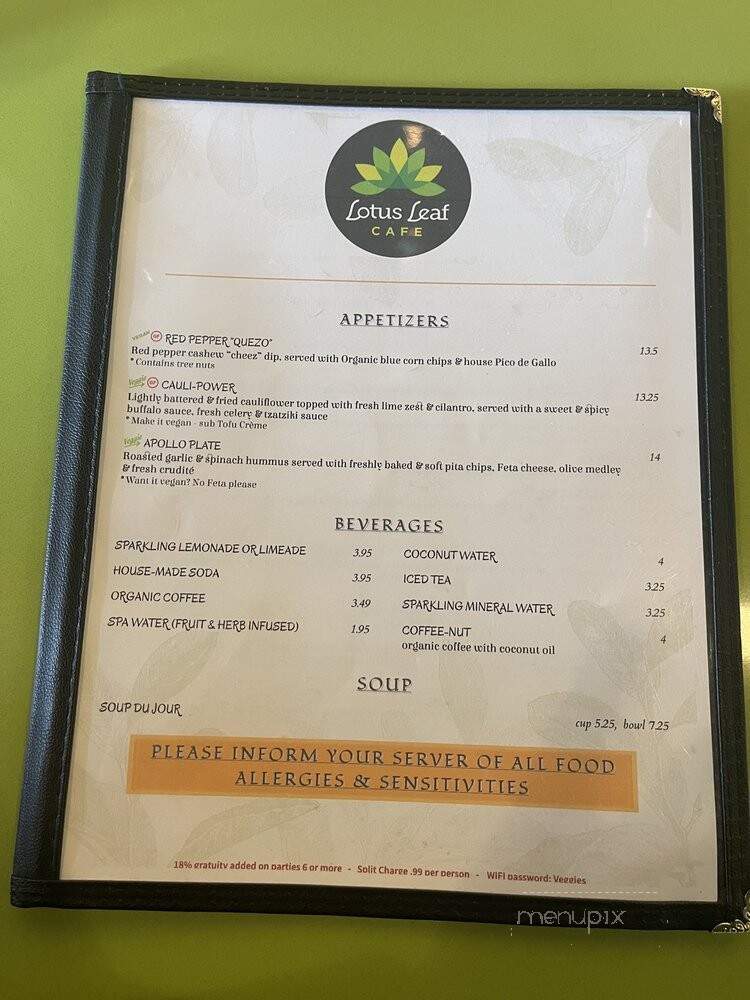 Lotus Leaf
CAFE
APPETIZERS
VEGAN GF RED PEPPER "QUEZO" 13.5
Red pepper cashew "cheez" dip, served with Organic blue corn chips & house Pico de Gallo
*Contains tree nuts
Veggie GF CAULI-POWER 13.25
Lightly battered & fried cauliflower topped with fresh lime zest & cilantro, served with a sweet & spicy
buffalo sauce, fresh celery & tzatziki sauce
*Make it vegan - sub Tofu Crème
Veggie APOLLO PLATE 14
Roasted garlic & spinach hummus served with freshly baked & soft pita chips, Feta cheese, olive medley
& fresh crudité
*Want it vegan? No Feta please
BEVERAGES
SPARKLING LEMONADE OR LIMEADE 3.95
HOUSE-MADE SODA 3.95
ORGANIC COFFEE 3.49
SPA WATER (FRUIT & HERB INFUSED) 1.95
COCONUT WATER 4
ICED TEA 3.25
SPARKLING MINERAL WATER 3.25
COFFEE-NUT 4
organic coffee with coconut oil
SOUP
SOUP DU JOUR cup 5.25, bowl 7.25
PLEASE INFORM YOUR SERVER OF ALL FOOD
ALLERGIES & SENSITIVITIES
18% gratuity added on parties 6 or more - Split Charge .99 per person - WIFI password: Veggies
menupix